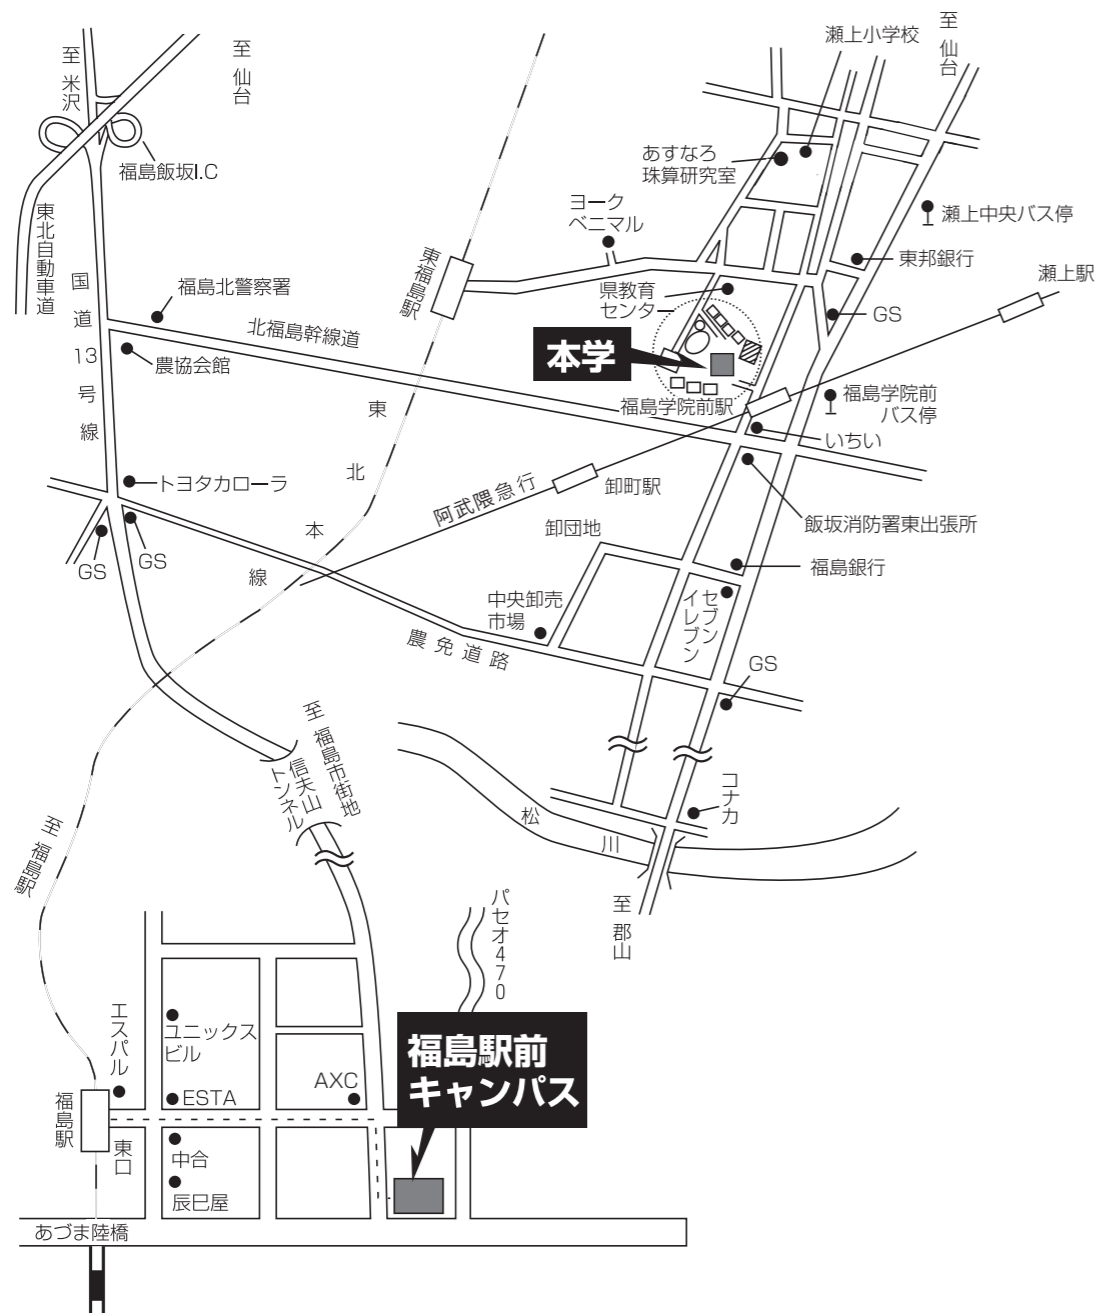 至 米沢
至 仙台
福島飯坂I.C
東北自動車道
国道13号線
福島北警察署
農協会館
北福島幹線道
トヨタカローラ
GS
GS
東北本線
東福島駅
ヨーク
ベニマル
あすなろ
珠算研究室
瀬上小学校
至 仙台
瀬上中央バス停
東邦銀行
瀬上駅
GS
県教育
センター
本学
福島学院前駅
福島学院前
バス停
いちい
飯坂消防署東出張所
阿武隈急行
卸町駅
卸団地
福島銀行
セブン
イレブン
中央卸売
市場
農免道路
GS
至 福島市街地
信夫山
トンネル
コナカ
松川
至 郡山
至 福島駅
パセオ470
エスパル
ユニックス
ビル
福島駅前
キャンパス
AXC
ESTA
福島駅
東口
中合
辰巳屋
あづま陸橋